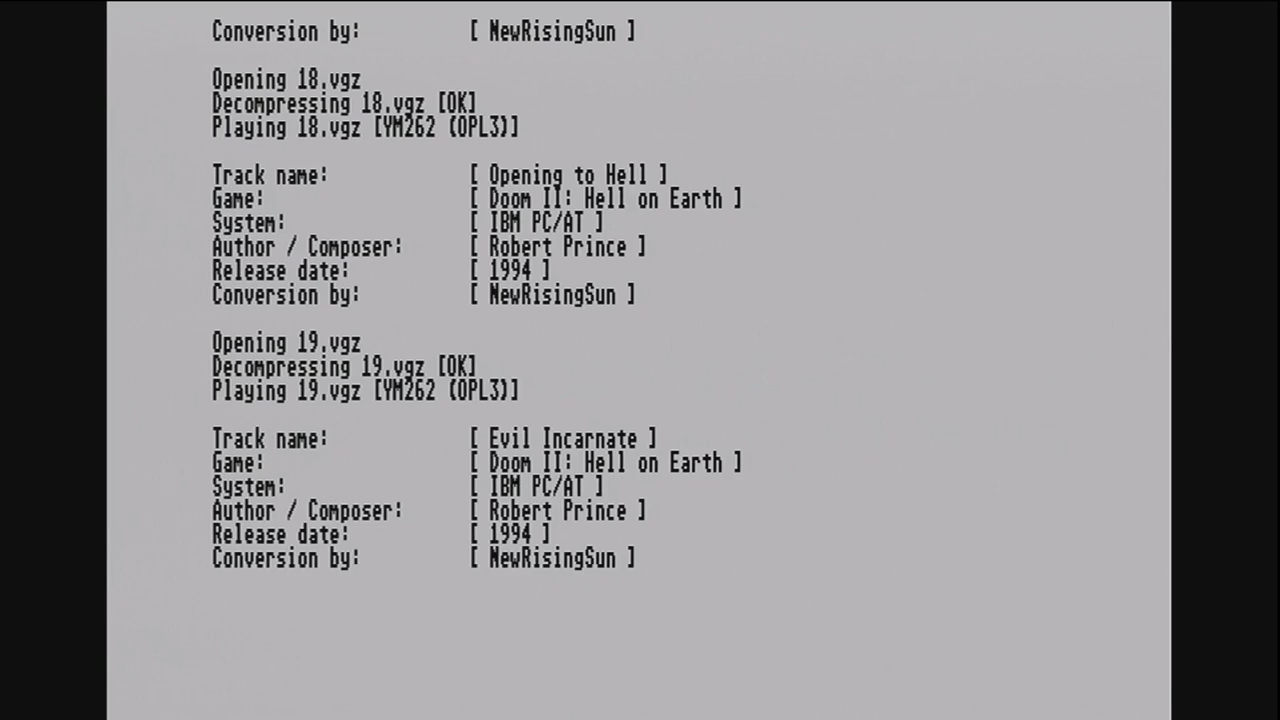 Conversion by: [ NewRisingSun ]
Opening 18.vgz
Decompressing 18.vgz [OK]
Playing 18.vgz [YM262 (OPL3)]
Track name: [ Opening to Hell ]
Game: [ Doom II: Hell on Earth ]
System: [ IBM PC/AT ]
Author / Composer: [ Robert Prince ]
Release date: [ 1994 ]
Conversion by: [ NewRisingSun ]
Opening 19.vgz
Decompressing 19.vgz [OK]
Playing 19.vgz [YM262 (OPL3)]
Track name: [ Evil Incarnate ]
Game: [ Doom II: Hell on Earth ]
System: [ IBM PC/AT ]
Author / Composer: [ Robert Prince ]
Release date: [ 1994 ]
Conversion by: [ NewRisingSun ]